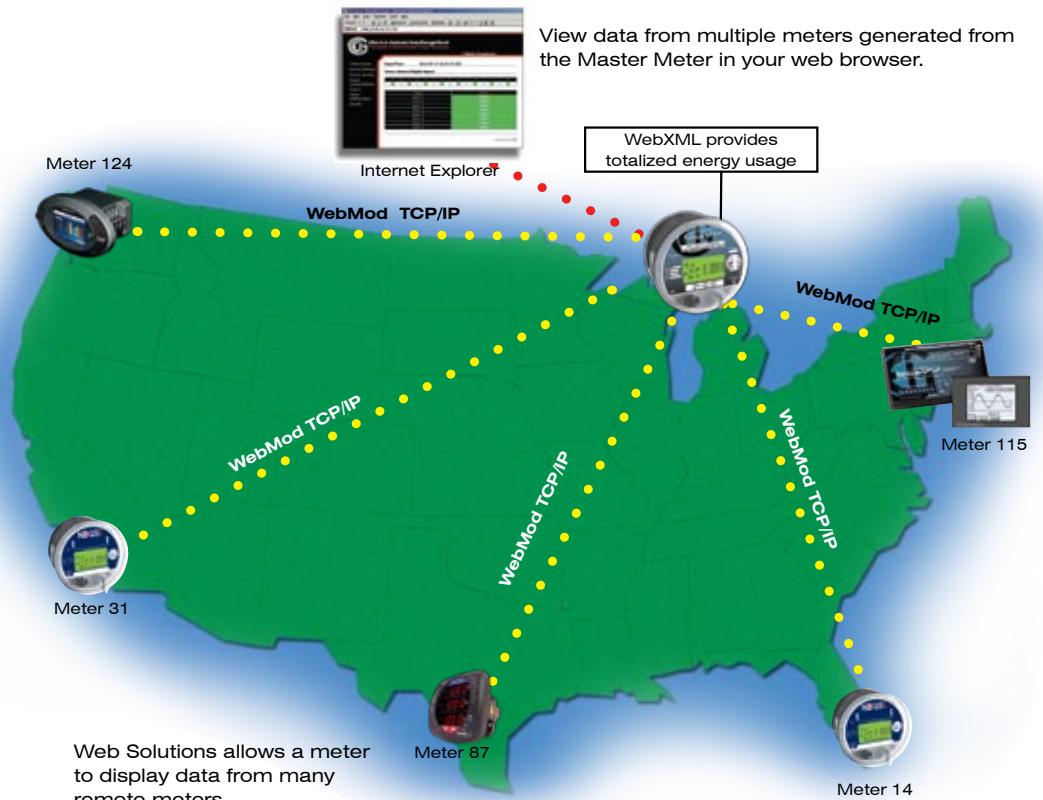 View data from multiple meters generated from
the Master Meter in your web browser.
WebXML provides
totalized energy usage
Internet Explorer
Meter 124
WebMod TCP/IP
WebMod TCP/IP
Meter 115
WebMod TCP/IP
WebMod TCP/IP
WebMod TCP/IP
Meter 31
Meter 87
Meter 14
Web Solutions allows a meter
to display data from many
remote meters